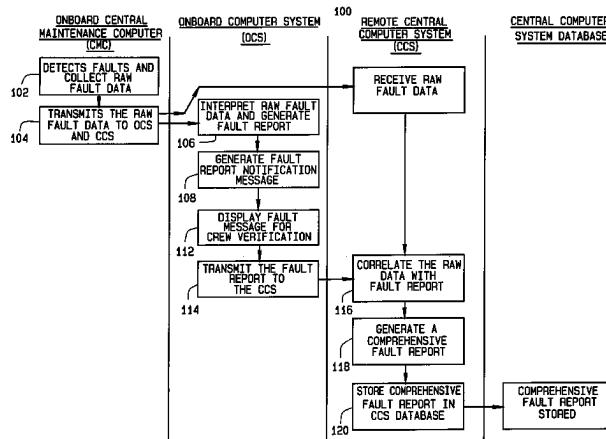 100
ONBOARD CENTRAL
MAINTENANCE COMPUTER
(CMC)
ONBOARD COMPUTER SYSTEM
(OCS)
REMOTE CENTRAL
COMPUTER SYSTEM
(CCS)
CENTRAL COMPUTER
SYSTEM DATABASE
DETECTS FAULTS AND
COLLECT RAW
FAULT DATA
102
TRANSMITS THE RAW
FAULT DATA TO OCS
AND CCS
104
RECEIVE RAW
FAULT DATA
INTERPRET RAW FAULT
DATA AND GENERATE
FAULT REPORT
106
GENERATE FAULT
REPORT NOTIFICATION
MESSAGE
108
DISPLAY FAULT
MESSAGE FOR
CREW VERIFICATION
112
TRANSMIT THE FAULT
REPORT TO
THE CCS
114
CORRELATE THE RAW
DATA WITH
FAULT REPORT
116
GENERATE A
COMPREHENSIVE
FAULT REPORT
118
STORE COMPREHENSIVE
FAULT REPORT IN
CCS DATABASE
120
COMPREHENSIVE
FAULT REPORT
STORED